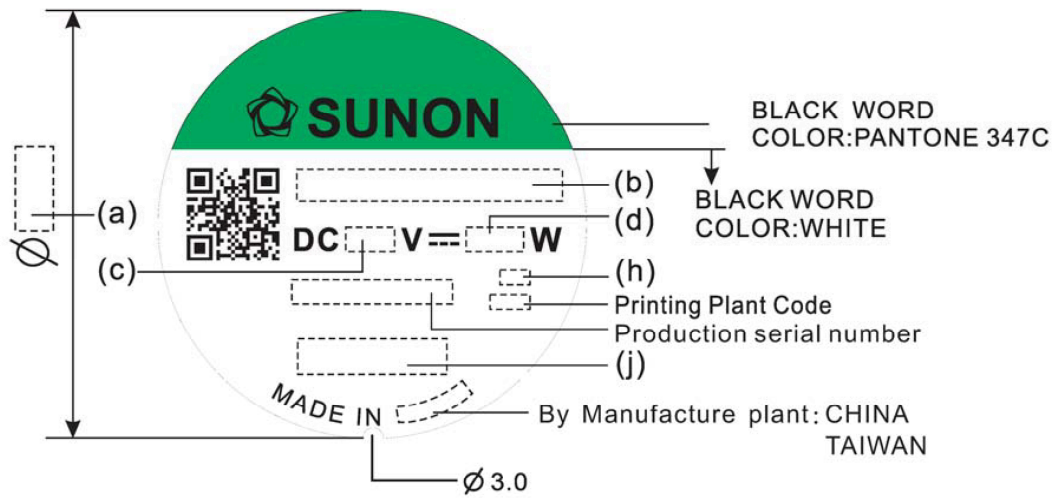 SUNON
BLACK WORD
COLOR:PANTONE 347C
(a)
(b)
BLACK WORD
COLOR:WHITE
DC V W
(d)
(c)
(h)
Printing Plant Code
Production serial number
(j)
MADE IN
By Manufacture plant: CHINA
TAIWAN
Ø
Ø 3.0